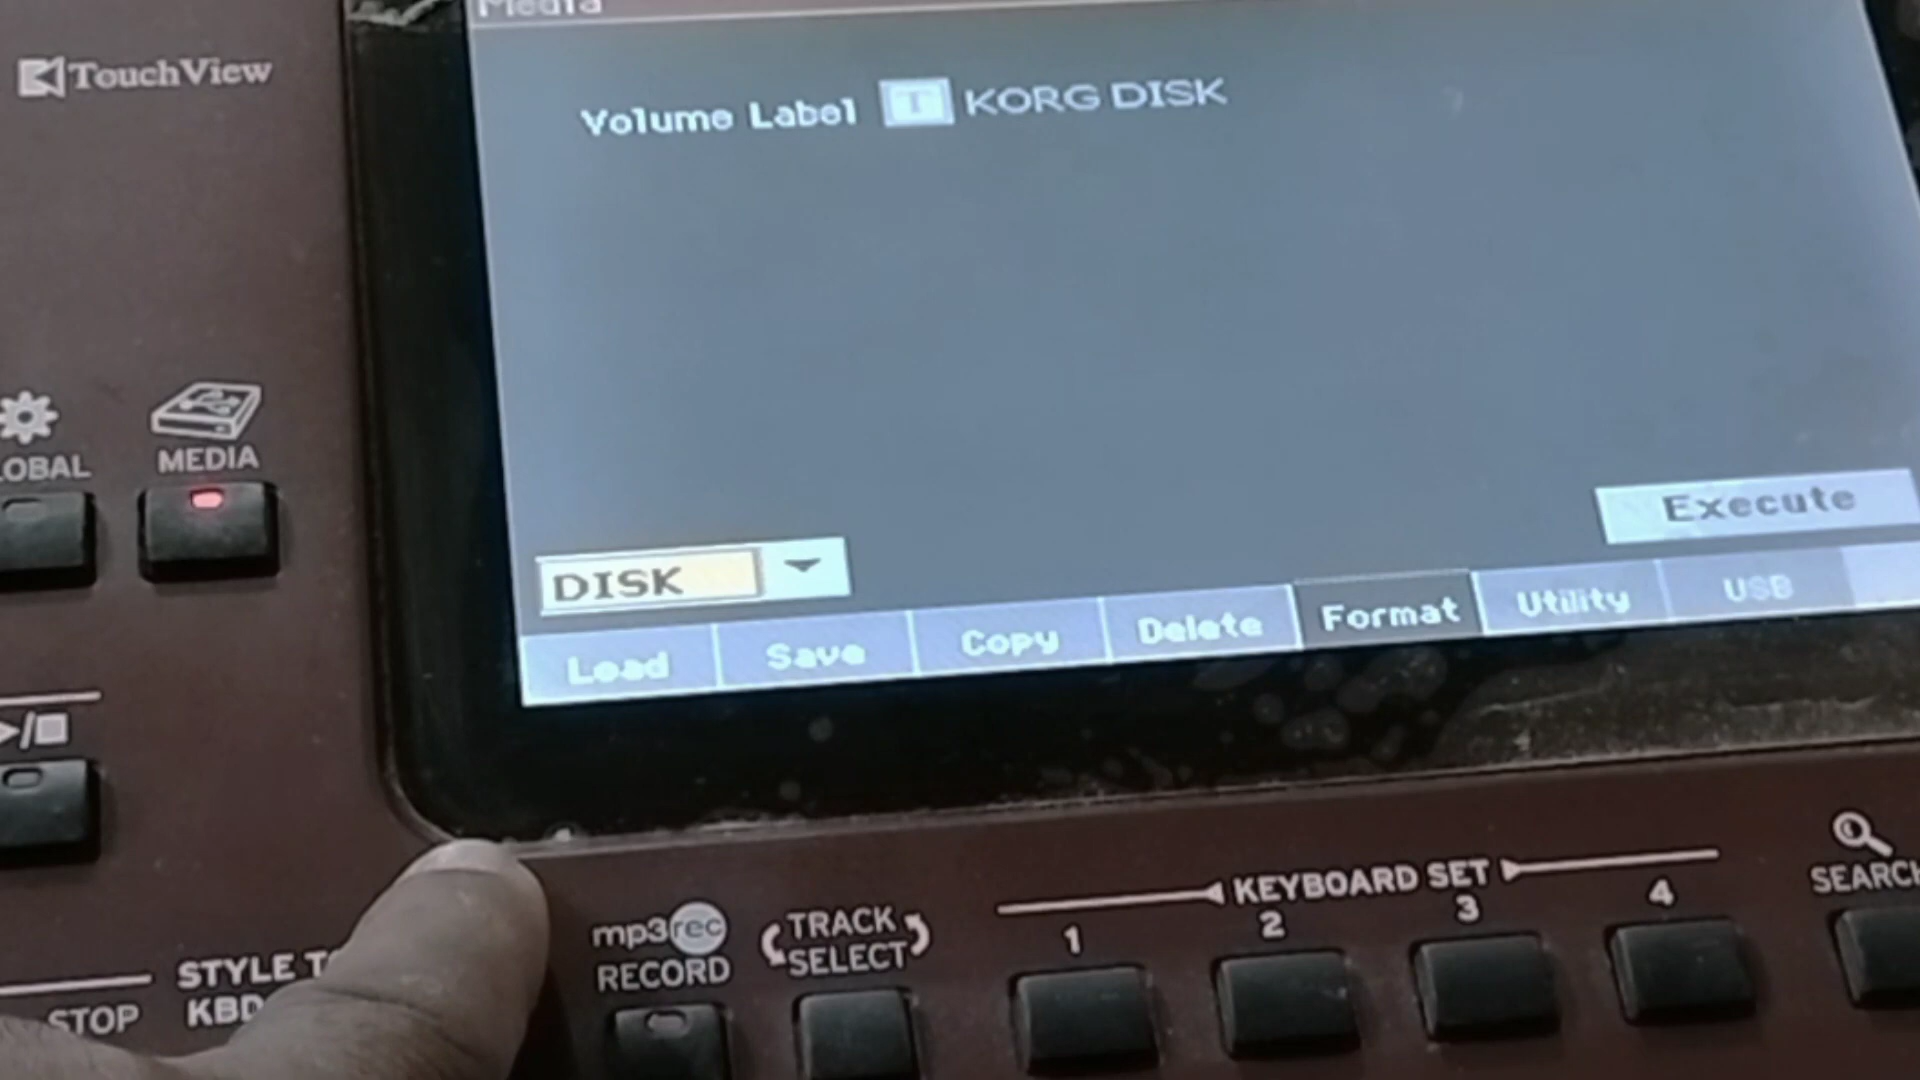 Media
TouchView
Volume Label T KORG DISK
MEDIA
Execute
DISK
Load Save Copy Delete Format Utility USB
KEYBOARD SET
1 2 3 4
SEARCH
mp3rec
RECORD
TRACK
SELECT
STYLE
STOP